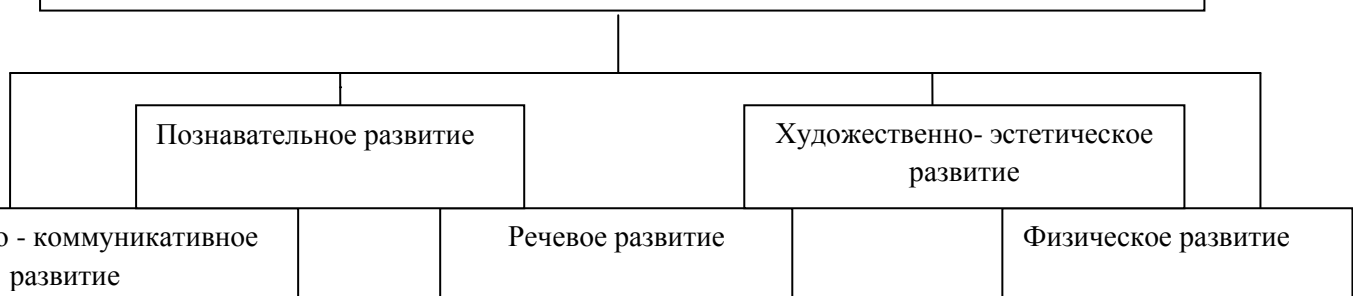 Познавательное развитие
Художественно- эстетическое
развитие
- коммуникативное
развитие
Речевое развитие
Физическое развитие